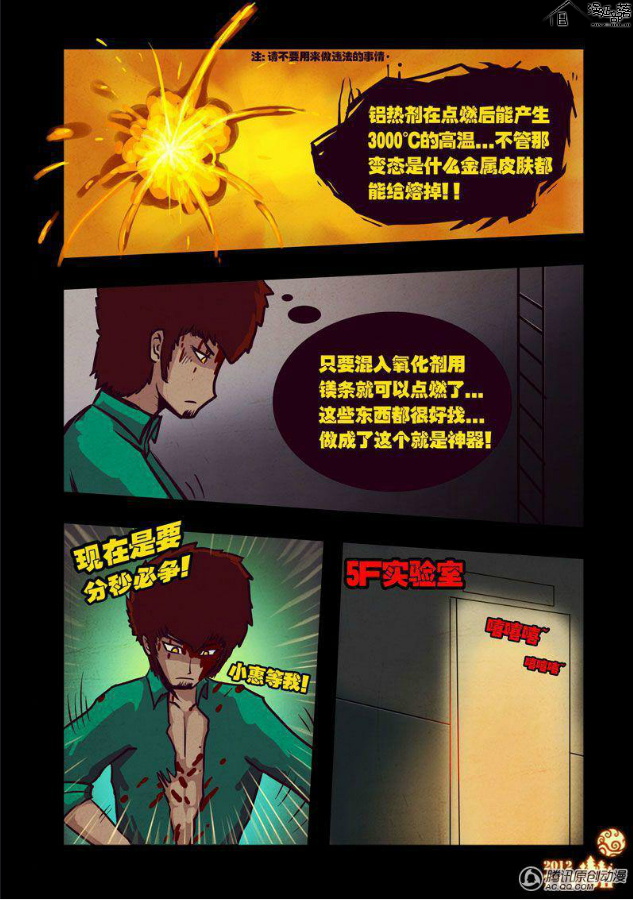 漫画部落
注: 请不要用来做违法的事情·
铝热剂在点燃后能产生
3000℃的高温...不管那
变态是什么金属皮肤都
能给熔掉!!
只要混入氧化剂用
镁条就可以点燃了...
这些东西都很好找...
做成了这个就是神器!
现在是要
分秒必争!
小惠等我!
5F实验室
嘻嘻嘻~
嘻嘻嘻~
2012
腾讯原创动漫
AC.QQ.COM